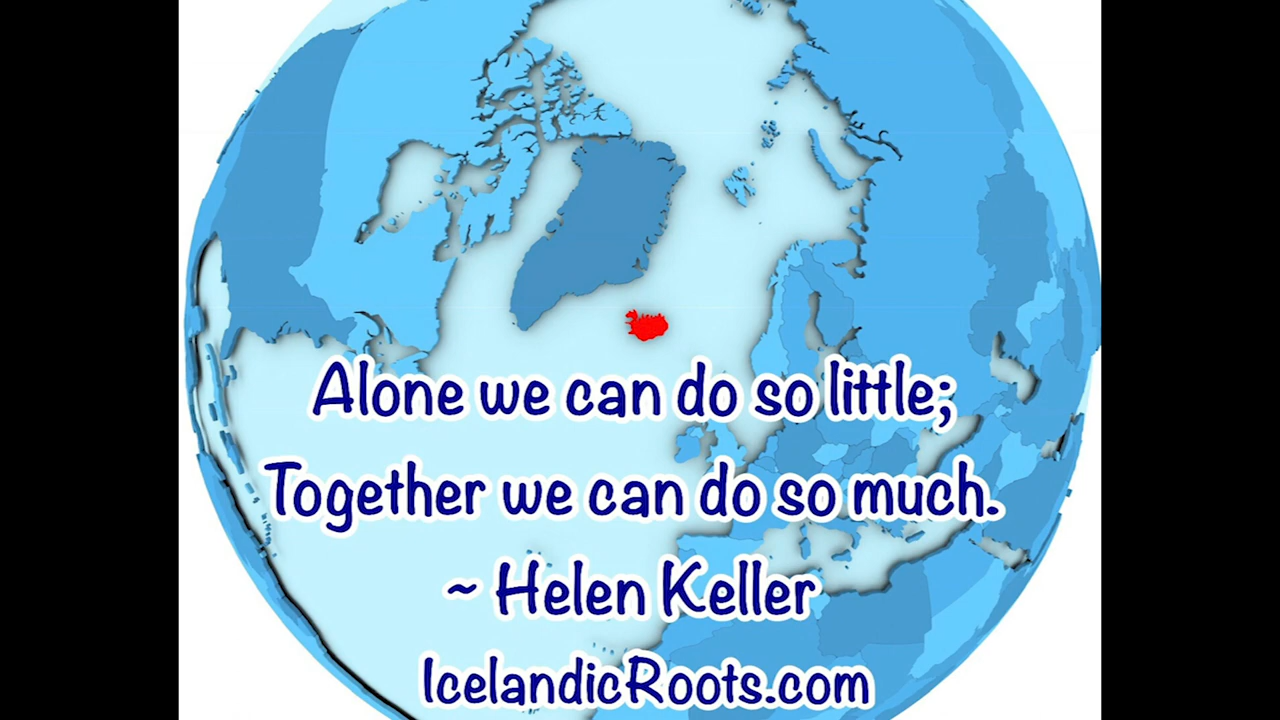 Alone we can do so little;
Together we can do so much.
~ Helen Keller
IcelandicRoots.com